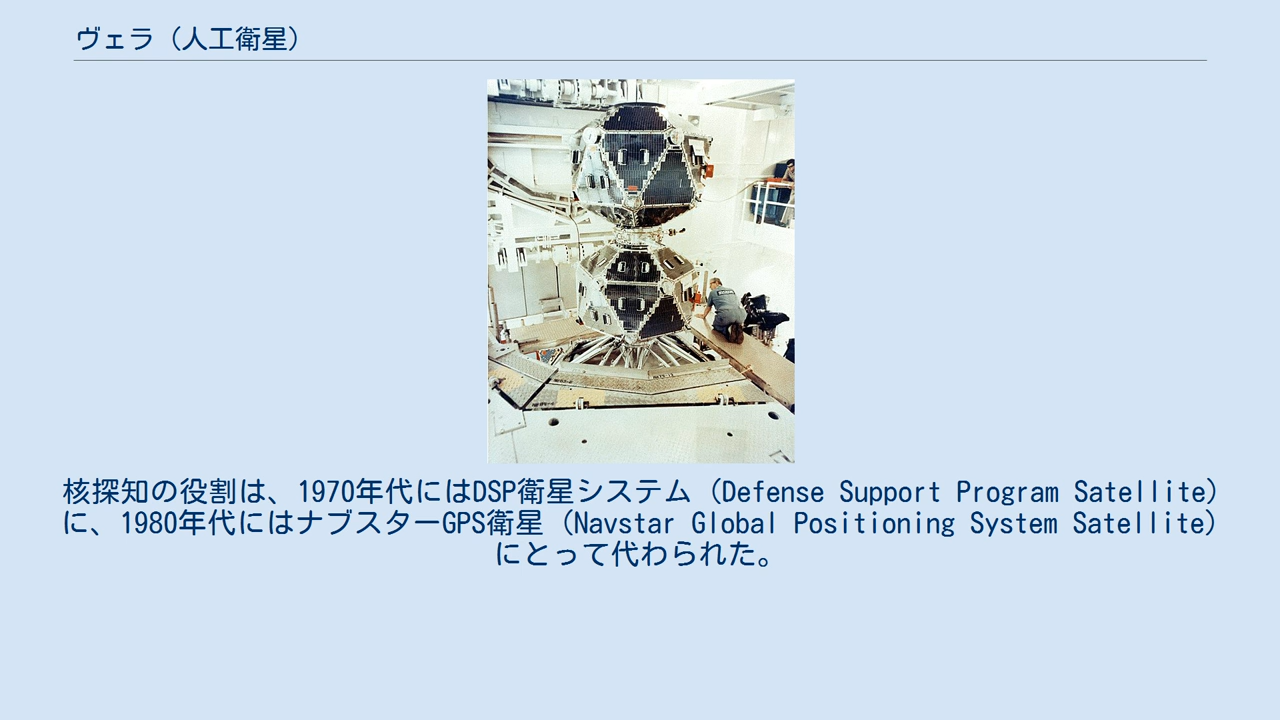 ヴェラ（人工衛星）
核探知の役割は、1970年代にはDSP衛星システム（Defense Support Program Satellite）
に、1980年代にはナブスターGPS衛星（Navstar Global Positioning System Satellite）
にとって代わられた。